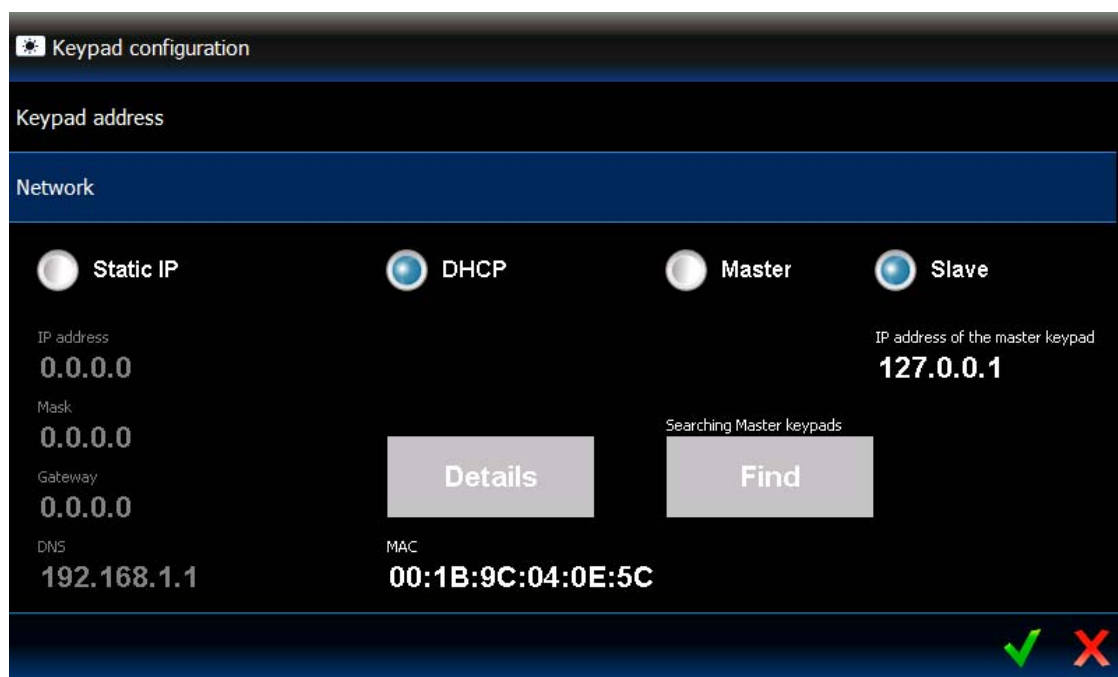 Keypad configuration
Keypad address
Network
Static IP DHCP Master Slave
IP address IP address of the master keypad
0.0.0.0 127.0.0.1
Mask
0.0.0.0
Searching Master keypads
Details Find
Gateway
0.0.0.0
DNS MAC
192.168.1.1 00:1B:9C:04:0E:5C